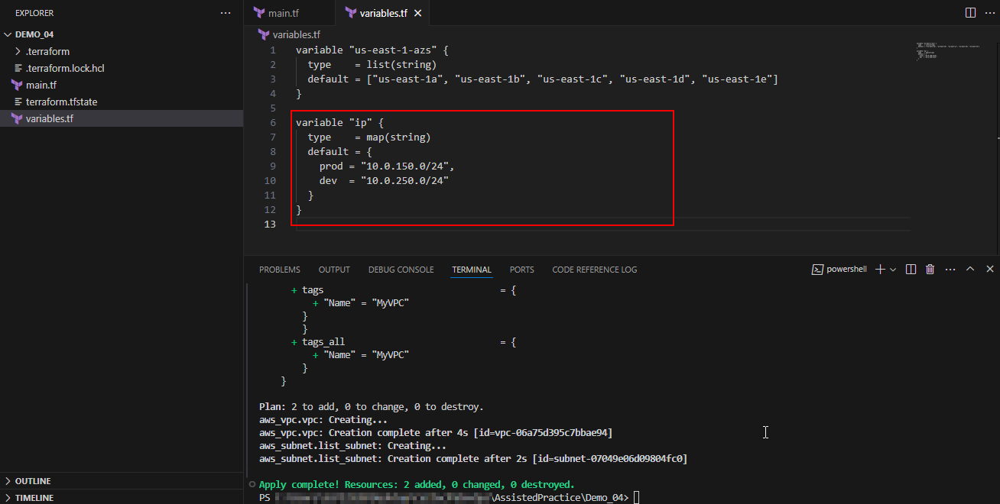 EXPLORER
DEMO_04
.terraform
.terraform.lock.hcl
main.tf
terraform.tfstate
variables.tf
OUTLINE
TIMELINE
main.tf
variables.tf
variables.tf
1 variable "us-east-1-azs" {
2 type    = list(string)
3 default = ["us-east-1a", "us-east-1b", "us-east-1c", "us-east-1d", "us-east-1e"]
4 }
5
6 variable "ip" {
7 type    = map(string)
8 default = {
9 prod = "10.0.150.0/24",
10 dev  = "10.0.250.0/24"
11 }
12 }
13
PROBLEMS OUTPUT DEBUG CONSOLE TERMINAL PORTS CODE REFERENCE LOG powershell
+ tags = {
+ "Name" = "MyVPC"
}
}
+ tags_all = {
+ "Name" = "MyVPC"
}
}
Plan: 2 to add, 0 to change, 0 to destroy.
aws_vpc.vpc: Creating...
aws_vpc.vpc: Creation complete after 4s [id=vpc-06a75d395c7bbae94]
aws_subnet.list_subnet: Creating...
aws_subnet.list_subnet: Creation complete after 2s [id=subnet-07049e06d09804fc0]
Apply complete! Resources: 2 added, 0 changed, 0 destroyed.
PS \AssistedPractice\Demo_04>